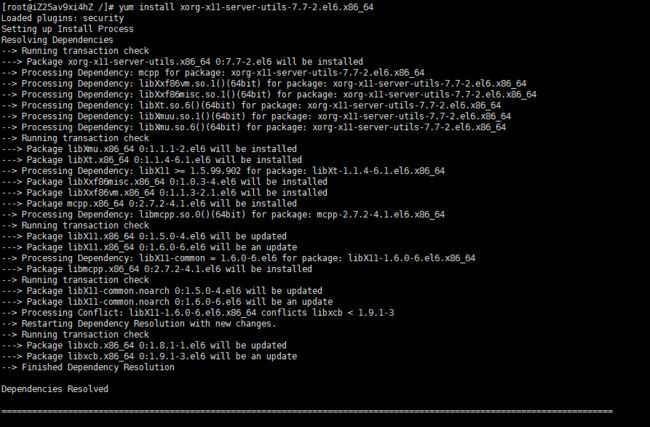 [root@iZ25av9xi4hZ /]# yum install xorg-x11-server-utils-7.7-2.el6.x86_64
Loaded plugins: security
Setting up Install Process
Resolving Dependencies
--> Running transaction check
---> Package xorg-x11-server-utils.x86_64 0:7.7-2.el6 will be installed
--> Processing Dependency: mcpp for package: xorg-x11-server-utils-7.7-2.el6.x86_64
--> Processing Dependency: libXxf86vm.so.1()(64bit) for package: xorg-x11-server-utils-7.7-2.el6.x86_64
--> Processing Dependency: libXxf86misc.so.1()(64bit) for package: xorg-x11-server-utils-7.7-2.el6.x86_64
--> Processing Dependency: libXt.so.6()(64bit) for package: xorg-x11-server-utils-7.7-2.el6.x86_64
--> Processing Dependency: libXmuu.so.1()(64bit) for package: xorg-x11-server-utils-7.7-2.el6.x86_64
--> Processing Dependency: libXmu.so.6()(64bit) for package: xorg-x11-server-utils-7.7-2.el6.x86_64
--> Running transaction check
---> Package libXmu.x86_64 0:1.1.1-2.el6 will be installed
---> Package libXt.x86_64 0:1.1.4-6.1.el6 will be installed
--> Processing Dependency: libX11 >= 1.5.99.902 for package: libXt-1.1.4-6.1.el6.x86_64
---> Package libXxf86misc.x86_64 0:1.0.3-4.el6 will be installed
---> Package libXxf86vm.x86_64 0:1.1.3-2.1.el6 will be installed
---> Package mcpp.x86_64 0:2.7.2-4.1.el6 will be installed
--> Processing Dependency: libmcpp.so.0()(64bit) for package: mcpp-2.7.2-4.1.el6.x86_64
--> Running transaction check
---> Package libX11.x86_64 0:1.5.0-4.el6 will be updated
---> Package libX11.x86_64 0:1.6.0-6.el6 will be an update
--> Processing Dependency: libX11-common = 1.6.0-6.el6 for package: libX11-1.6.0-6.el6.x86_64
---> Package libmcpp.x86_64 0:2.7.2-4.1.el6 will be installed
--> Running transaction check
---> Package libX11-common.noarch 0:1.5.0-4.el6 will be updated
---> Package libX11-common.noarch 0:1.6.0-6.el6 will be an update
--> Processing Conflict: libX11-1.6.0-6.el6.x86_64 conflicts libxcb < 1.9.1-3
--> Restarting Dependency Resolution with new changes.
--> Running transaction check
---> Package libxcb.x86_64 0:1.8.1-1.el6 will be updated
---> Package libxcb.x86_64 0:1.9.1-3.el6 will be an update
--> Finished Dependency Resolution
Dependencies Resolved
================================================================================================================